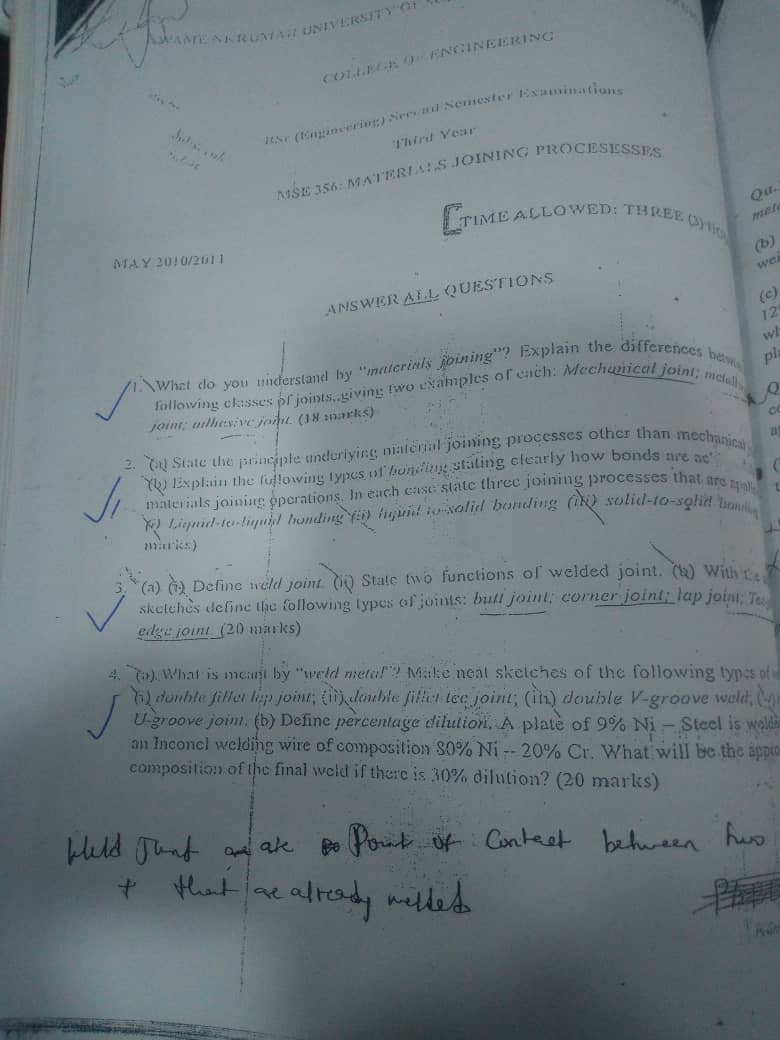 KWAME NKRUMAH UNIVERSITY OF
COLLEGE OF ENGINEERING
BSc (Engineering) Second Semester Examinations
Third Year
MSE 356: MATERIALS JOINING PROCESESSES
[TIME ALLOWED: THREE (3)
MAY 2010/2011
ANSWER ALL QUESTIONS
1. What do you understand by "materials joining"? Explain the differences
following classes of joints, giving two examples of each: Mechanical joint;
joint; adhesive joint. (18 marks)
2. (a) State the principle underlying material joining processes other than mechanical
(b) Explain the following types of bonding stating clearly how bonds are
materials joining operations. In each case state three joining processes that are
(i) Liquid-to-liquid bonding (ii) liquid to solid bonding (iii) solid-to-solid
marks)
3. (a) (i) Define weld joint. (ii) State two functions of welded joint. (b) With
sketches define the following types of joints: butt joint; corner joint; lap joint;
edge joint. (20 marks)
4. (a). What is meant by "weld metal"? Make neat sketches of the following types of
(i) double fillet lap joint; (ii) double fillet tee joint; (iii) double V-groove weld;
U-groove joint. (b) Define percentage dilution. A plate of 9% Ni – Steel is
an Inconel welding wire of composition 80% Ni -- 20% Cr. What will be the
composition of the final weld if there is 30% dilution? (20 marks)
Weld Joint are Point of Contact between two
that are already welded
Qu.
(b)
(c)